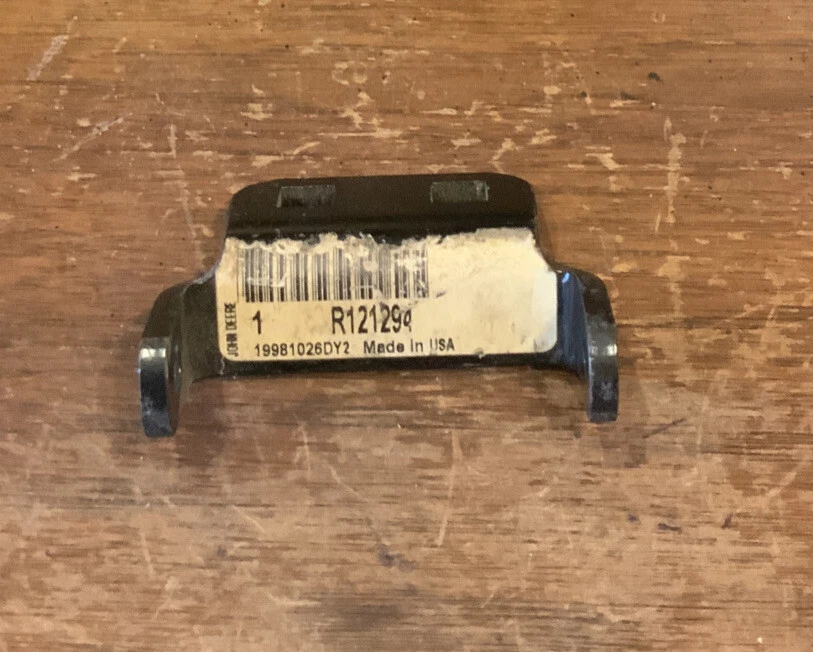 JOHN DEERE
1 R121294
19981026DY2 Made In USA